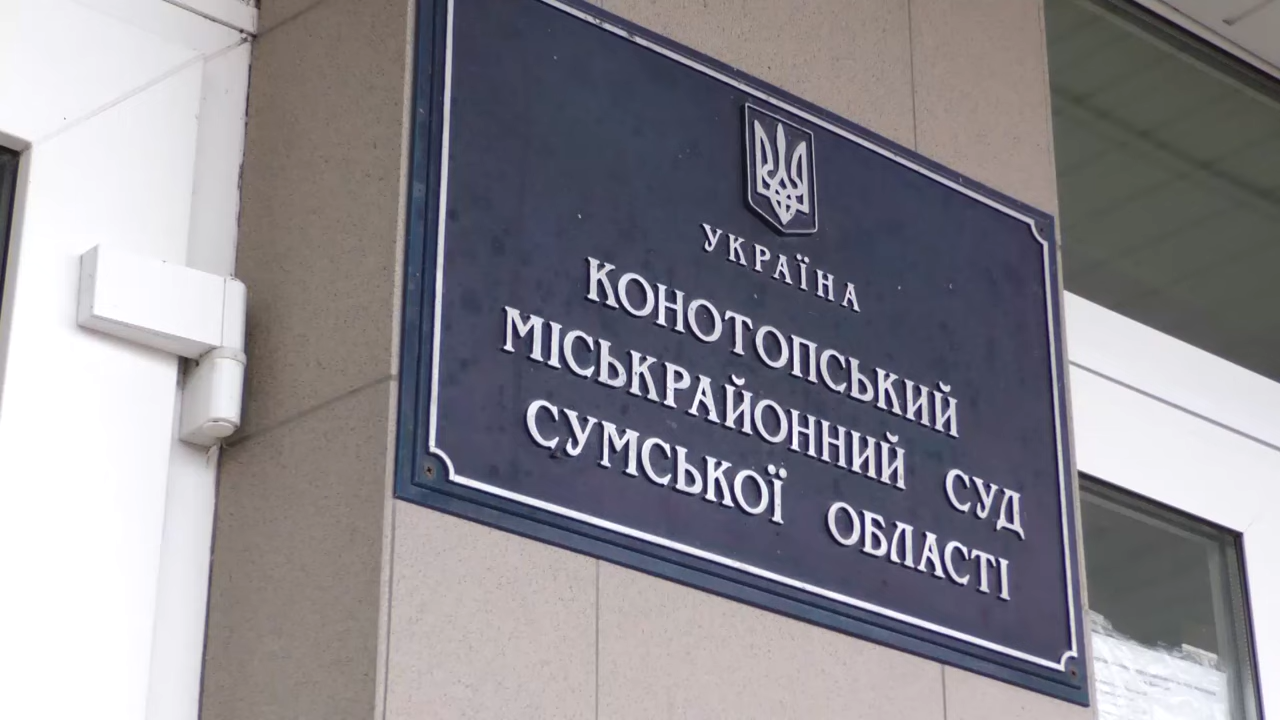 УКРАЇНА
КОНОТОПСЬКИЙ
МІСЬКРАЙОННИЙ СУД
СУМСЬКОЇ ОБЛАСТІ